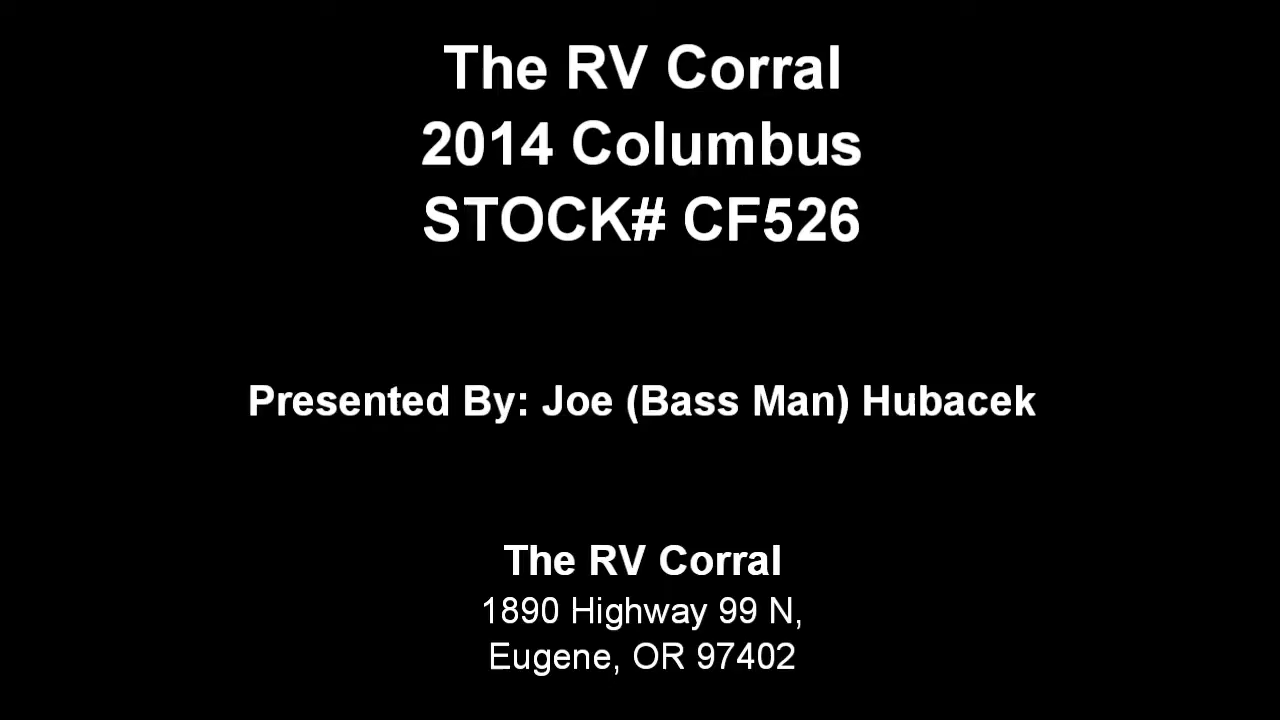 The RV Corral
2014 Columbus
STOCK# CF526
Presented By: Joe (Bass Man) Hubacek
The RV Corral
1890 Highway 99 N,
Eugene, OR 97402